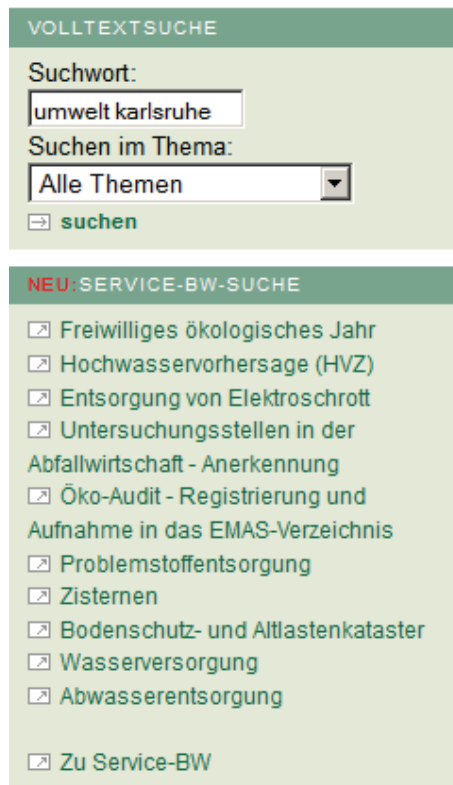 VOLLTEXTSUCHE
Suchwort:
umwelt karlsruhe
Suchen im Thema:
Alle Themen
suchen
NEU:SERVICE-BW-SUCHE
Freiwilliges ökologisches Jahr
Hochwasservorhersage (HVZ)
Entsorgung von Elektroschrott
Untersuchungsstellen in der
Abfallwirtschaft - Anerkennung
Öko-Audit - Registrierung und
Aufnahme in das EMAS-Verzeichnis
Problemstoffentsorgung
Zisternen
Bodenschutz- und Altlastenkataster
Wasserversorgung
Abwasserentsorgung
Zu Service-BW